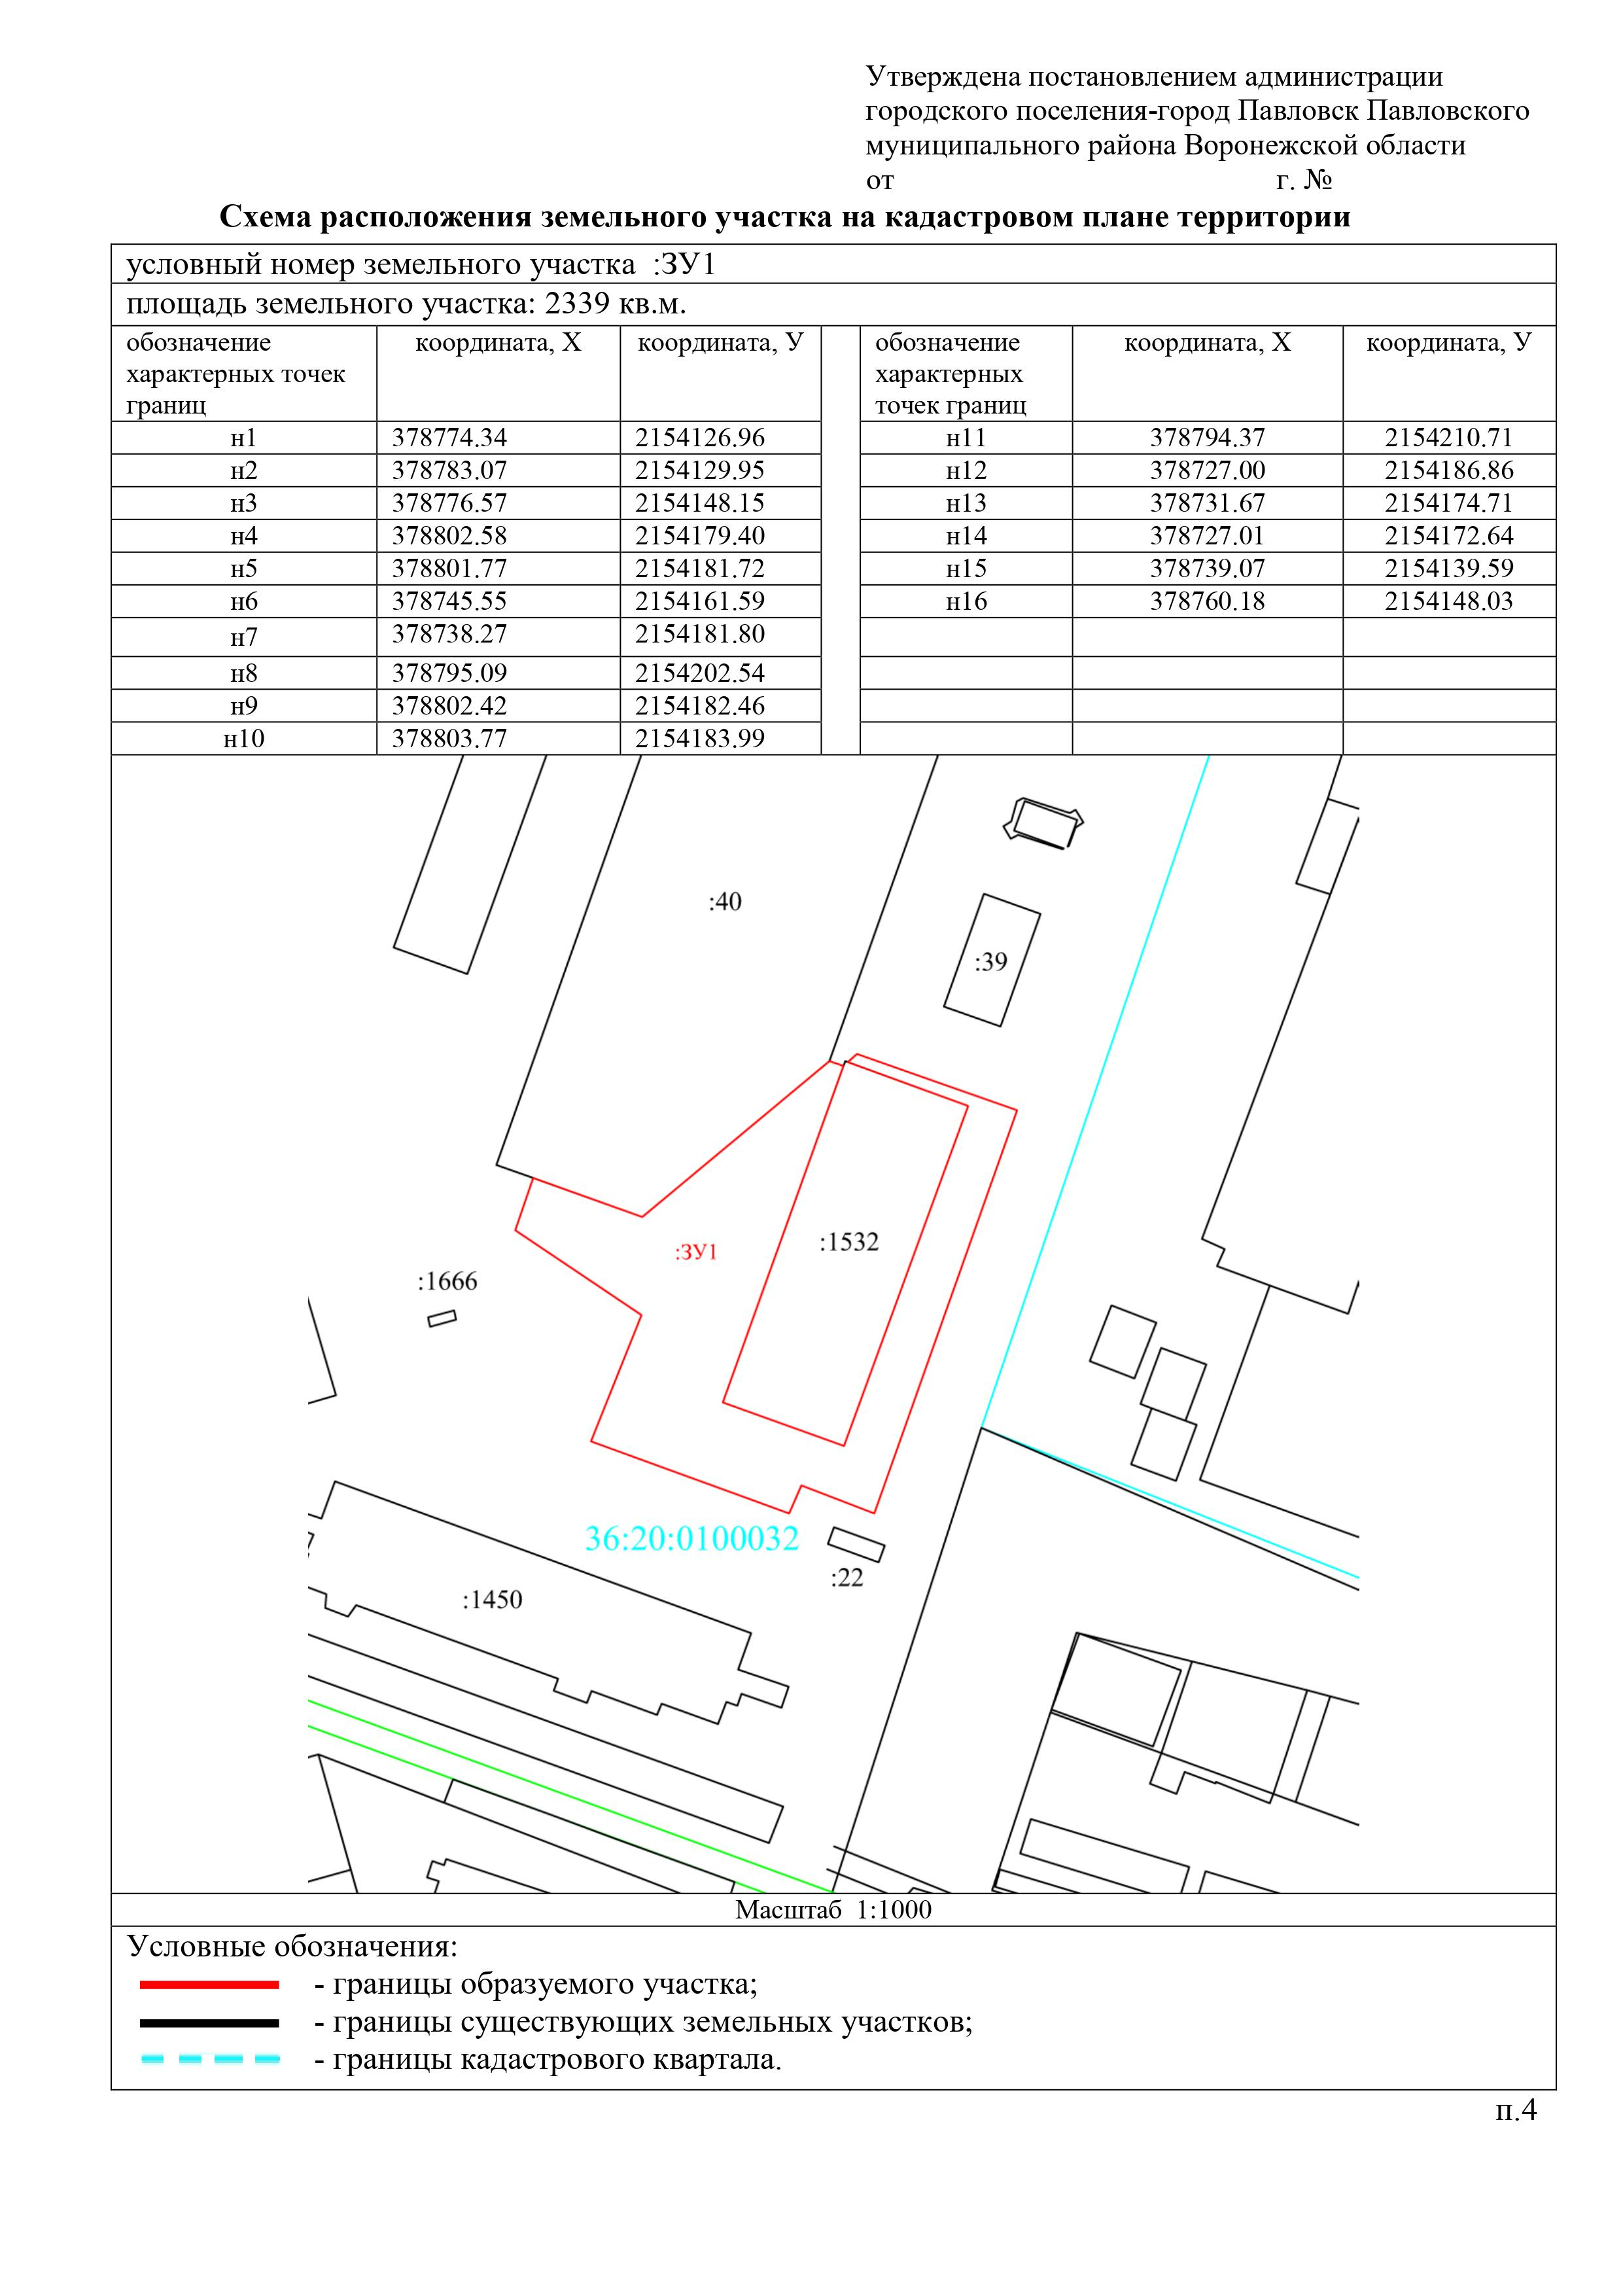 Утверждена постановлением администрации
городского поселения-город Павловск Павловского
муниципального района Воронежской области
от г. №
Схема расположения земельного участка на кадастровом плане территории
условный номер земельного участка :ЗУ1
площадь земельного участка: 2339 кв.м.
обозначение характерных точек границ координата, Х координата, У обозначение характерных точек границ координата, Х координата, У
н1 378774.34 2154126.96 н11 378794.37 2154210.71
н2 378783.07 2154129.95 н12 378727.00 2154186.86
н3 378776.57 2154148.15 н13 378731.67 2154174.71
н4 378802.58 2154179.40 н14 378727.01 2154172.64
н5 378801.77 2154181.72 н15 378739.07 2154139.59
н6 378745.55 2154161.59 н16 378760.18 2154148.03
н7 378738.27 2154181.80
н8 378795.09 2154202.54
н9 378802.42 2154182.46
н10 378803.77 2154183.99
:40
:39
:1532
:ЗУ1
:1666
36:20:0100032
:22
:1450
Масштаб 1:1000
Условные обозначения:
- границы образуемого участка;
- границы существующих земельных участков;
- границы кадастрового квартала.
п.4